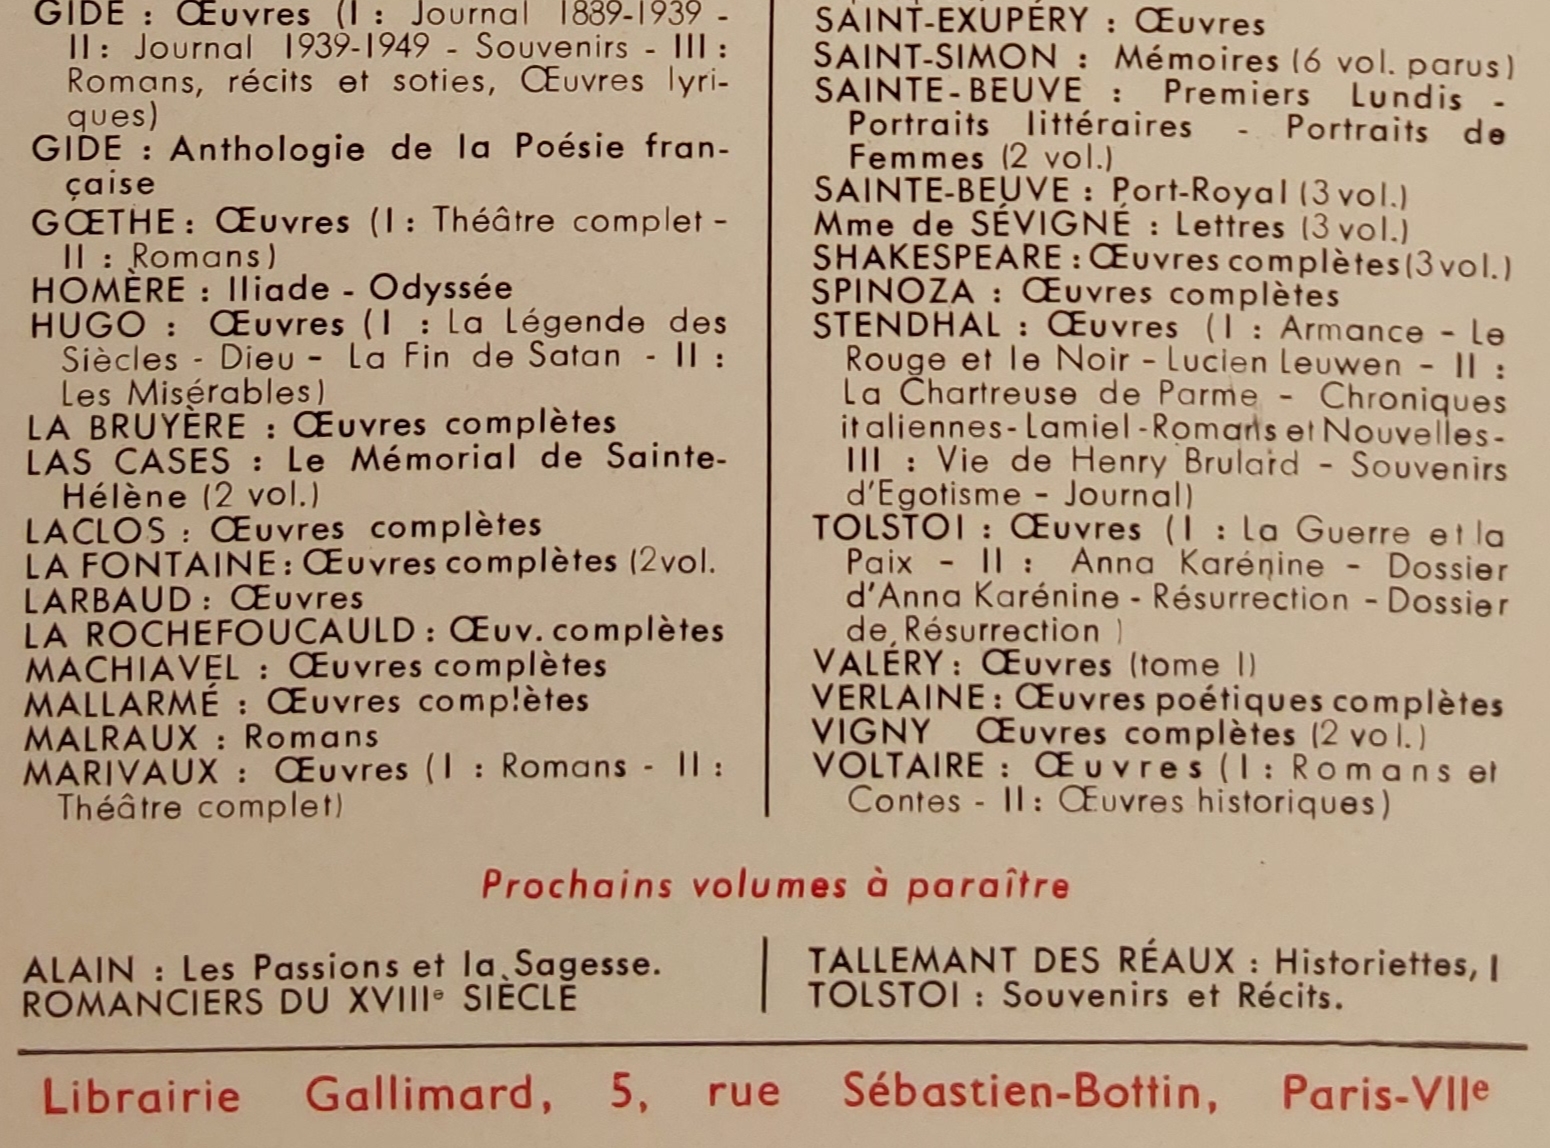 GIDE : Œuvres (I : Journal 1889-1939 -
II : Journal 1939-1949 - Souvenirs - III :
Romans, récits et soties, Œuvres lyri-
ques)
GIDE : Anthologie de la Poésie fran-
çaise
GŒTHE : Œuvres (I : Théâtre complet -
II : Romans)
HOMÈRE : Iliade - Odyssée
HUGO : Œuvres (I : La Légende des
Siècles - Dieu - La Fin de Satan - II :
Les Misérables)
LA BRUYÈRE : Œuvres complètes
LAS CASES : Le Mémorial de Sainte-
Hélène (2 vol.)
LACLOS : Œuvres complètes
LA FONTAINE : Œuvres complètes (2 vol.
LARBAUD : Œuvres
LA ROCHEFOUCAULD : Œuv. complètes
MACHIAVEL : Œuvres complètes
MALLARMÉ : Œuvres complètes
MALRAUX : Romans
MARIVAUX : Œuvres (I : Romans - II :
Théâtre complet)
SAINT-EXUPÉRY : Œuvres
SAINT-SIMON : Mémoires (6 vol. parus)
SAINTE-BEUVE : Premiers Lundis -
Portraits littéraires - Portraits de
Femmes (2 vol.)
SAINTE-BEUVE : Port-Royal (3 vol.)
Mme de SÉVIGNÉ : Lettres (3 vol.)
SHAKESPEARE : Œuvres complètes (3 vol.)
SPINOZA : Œuvres complètes
STENDHAL : Œuvres (I : Armance - Le
Rouge et le Noir - Lucien Leuwen - II :
La Chartreuse de Parme - Chroniques
italiennes - Lamiel - Romans et Nouvelles -
III : Vie de Henry Brulard - Souvenirs
d'Egotisme - Journal)
TOLSTOI : Œuvres (I : La Guerre et la
Paix - II : Anna Karénine - Dossier
d'Anna Karénine - Résurrection - Dossier
de Résurrection )
VALÉRY : Œuvres (tome I)
VERLAINE : Œuvres poétiques complètes
VIGNY Œuvres complètes (2 vol.)
VOLTAIRE : Œuvres (I : Romans et
Contes - II : Œuvres historiques)
Prochains volumes à paraître
ALAIN : Les Passions et la Sagesse.
ROMANCIERS DU XVIIIe SIÈCLE
TALLEMANT DES RÉAUX : Historiettes, I
TOLSTOI : Souvenirs et Récits.
Librairie Gallimard, 5, rue Sébastien-Bottin, Paris-VIIe